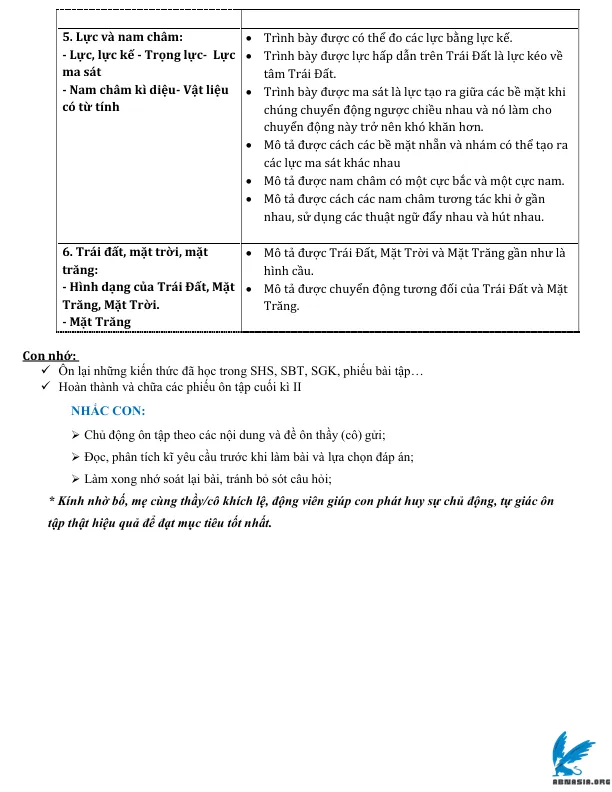 5. Lực và nam châm:
- Lực, lực kế - Trọng lực- Lực
ma sát
- Nam châm kì diệu- Vật liệu
có từ tính
• Trình bày được có thể đo các lực bằng lực kế.
• Trình bày được lực hấp dẫn trên Trái Đất là lực kéo về
tâm Trái Đất.
• Trình bày được ma sát là lực tạo ra giữa các bề mặt khi
chúng chuyển động ngược chiều nhau và nó làm cho
chuyển động này trở nên khó khăn hơn.
• Mô tả được cách các bề mặt nhẵn và nhám có thể tạo ra
các lực ma sát khác nhau
• Mô tả được nam châm có một cực bắc và một cực nam.
• Mô tả được cách các nam châm tương tác khi ở gần
nhau, sử dụng các thuật ngữ đẩy nhau và hút nhau.
6. Trái đất, mặt trời, mặt
trăng:
- Hình dạng của Trái Đất, Mặt
Trăng, Mặt Trời.
- Mặt Trăng
• Mô tả được Trái Đất, Mặt Trời và Mặt Trăng gần như là
hình cầu.
• Mô tả được chuyển động tương đối của Trái Đất và Mặt
Trăng.
Con nhớ:
✓ Ôn lại những kiến thức đã học trong SHS, SBT, SGK, phiếu bài tập…
✓ Hoàn thành và chữa các phiếu ôn tập cuối kì II
NHẮC CON:
➢ Chủ động ôn tập theo các nội dung và đề ôn thầy (cô) gửi;
➢ Đọc, phân tích kĩ yêu cầu trước khi làm bài và lựa chọn đáp án;
➢ Làm xong nhớ soát lại bài, tránh bỏ sót câu hỏi;
* Kính nhờ bố, mẹ cùng thầy/cô khích lệ, động viên giúp con phát huy sự chủ động, tự giác ôn
tập thật hiệu quả để đạt mục tiêu tốt nhất.
ABNASIA.ORG